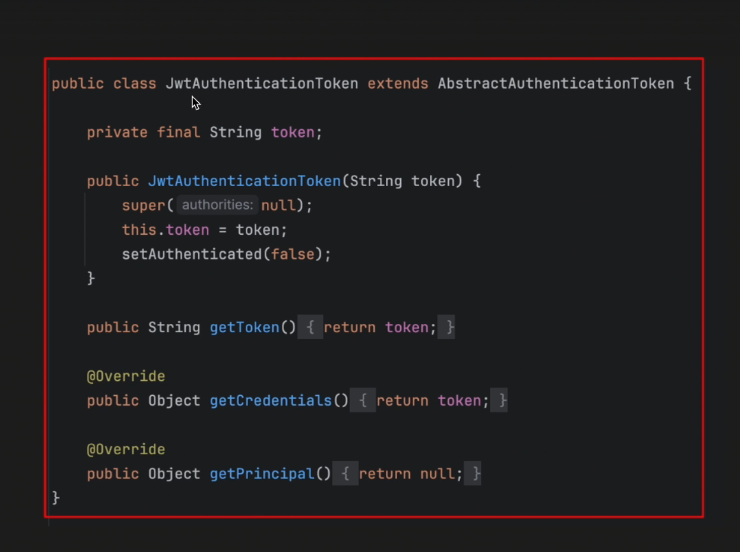 public class JwtAuthenticationToken extends AbstractAuthenticationToken {
private final String token;
public JwtAuthenticationToken(String token) {
super( authorities: null);
this.token = token;
setAuthenticated(false);
}
public String getToken() { return token; }
@Override
public Object getCredentials() { return token; }
@Override
public Object getPrincipal() { return null; }
}